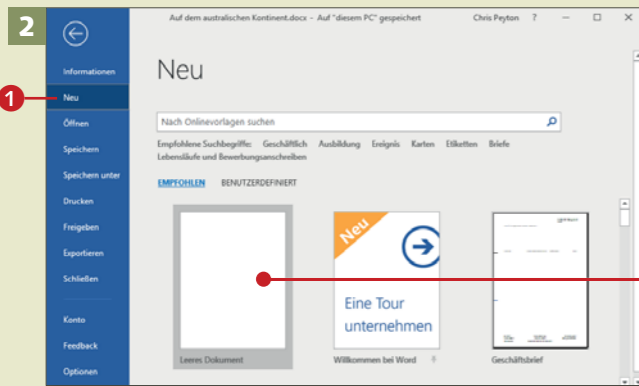 2
Auf dem australischen Kontinent.docx - Auf "diesem PC" gespeichert Chris Peyton ?
Informationen
Neu
Öffnen
Speichern
Speichern unter
Drucken
Freigeben
Exportieren
Schließen
Konto
Feedback
Optionen
1
Neu
Nach Onlinevorlagen suchen
Empfohlene Suchbegriffe: Geschäftlich Ausbildung Ereignis Karten Etiketten Briefe
Lebensläufe und Bewerbungsanschreiben
EMPFOHLEN BENUTZERDEFINIERT
Neu
Eine Tour
unternehmen
Leeres Dokument Willkommen bei Word Geschäftsbrief